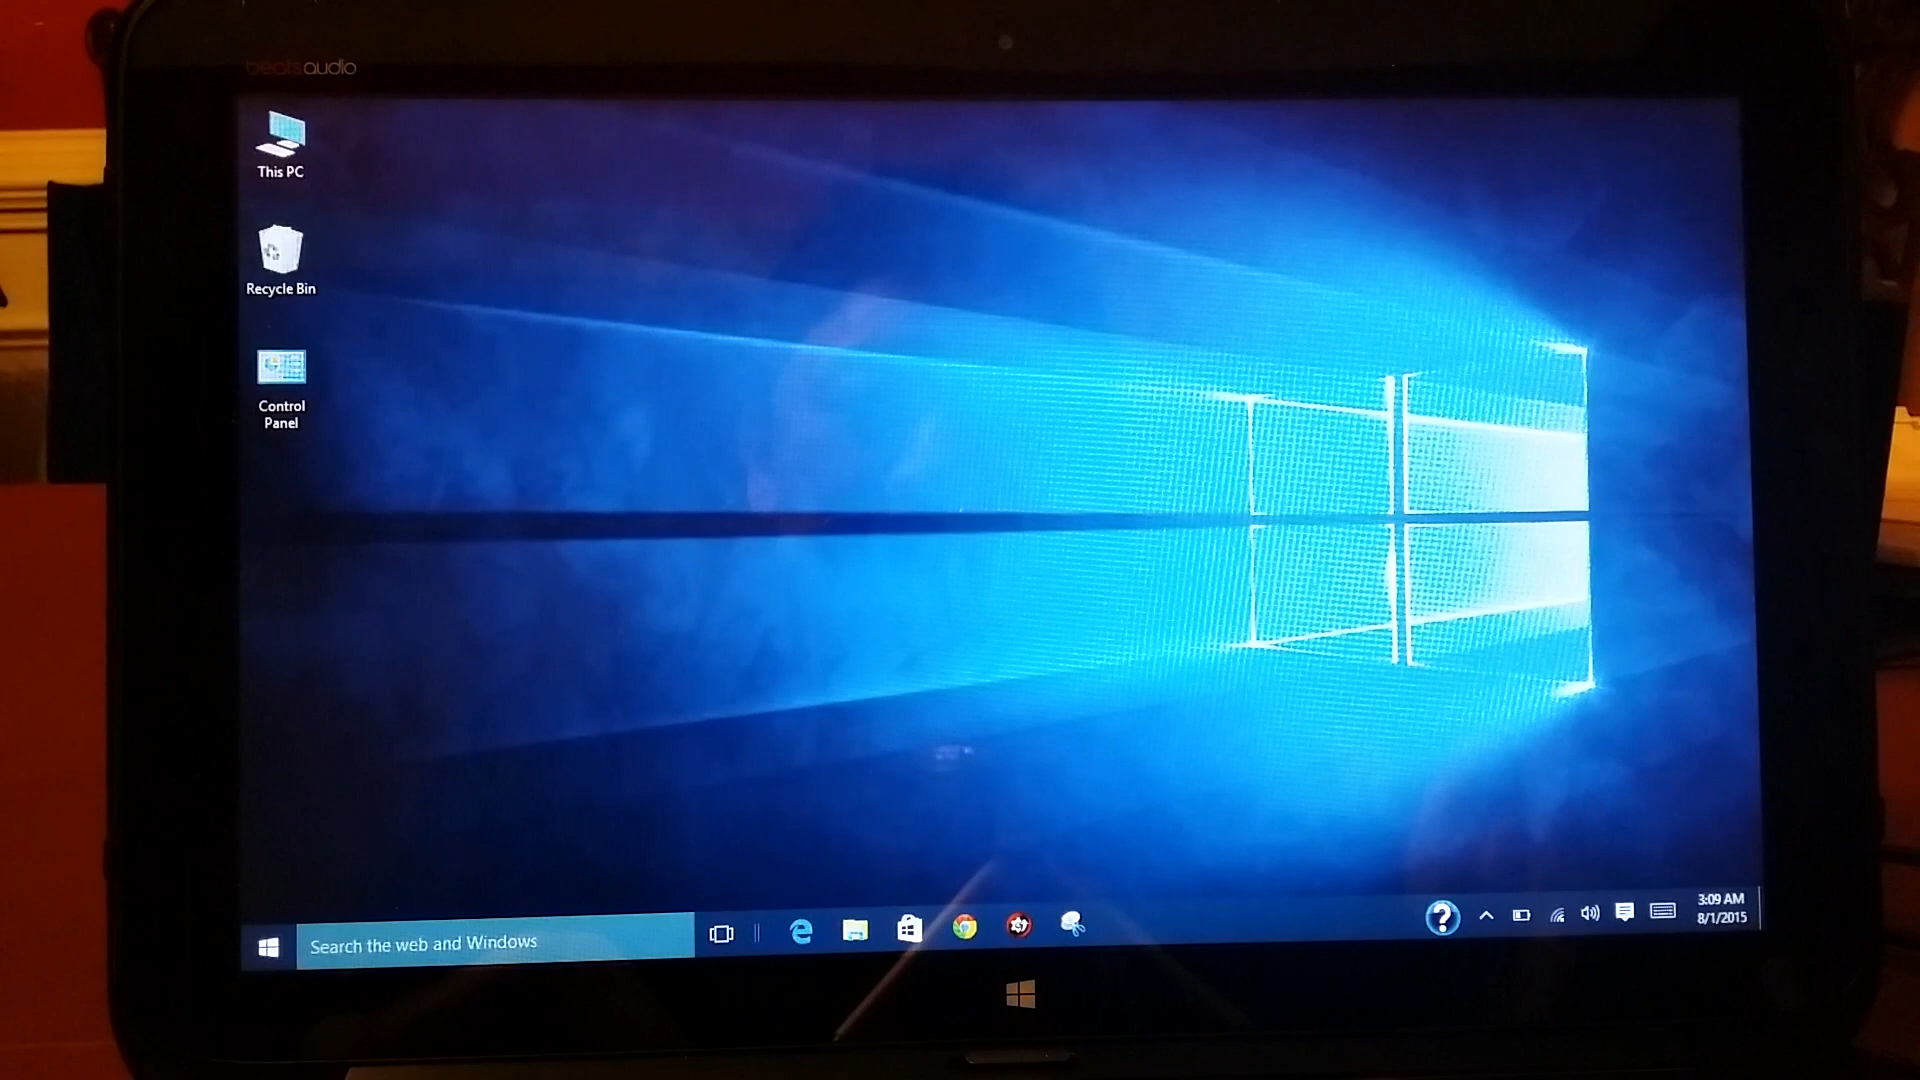 beats audio
This PC
Recycle Bin
Control
Panel
Search the web and Windows
3:09 AM
8/1/2015